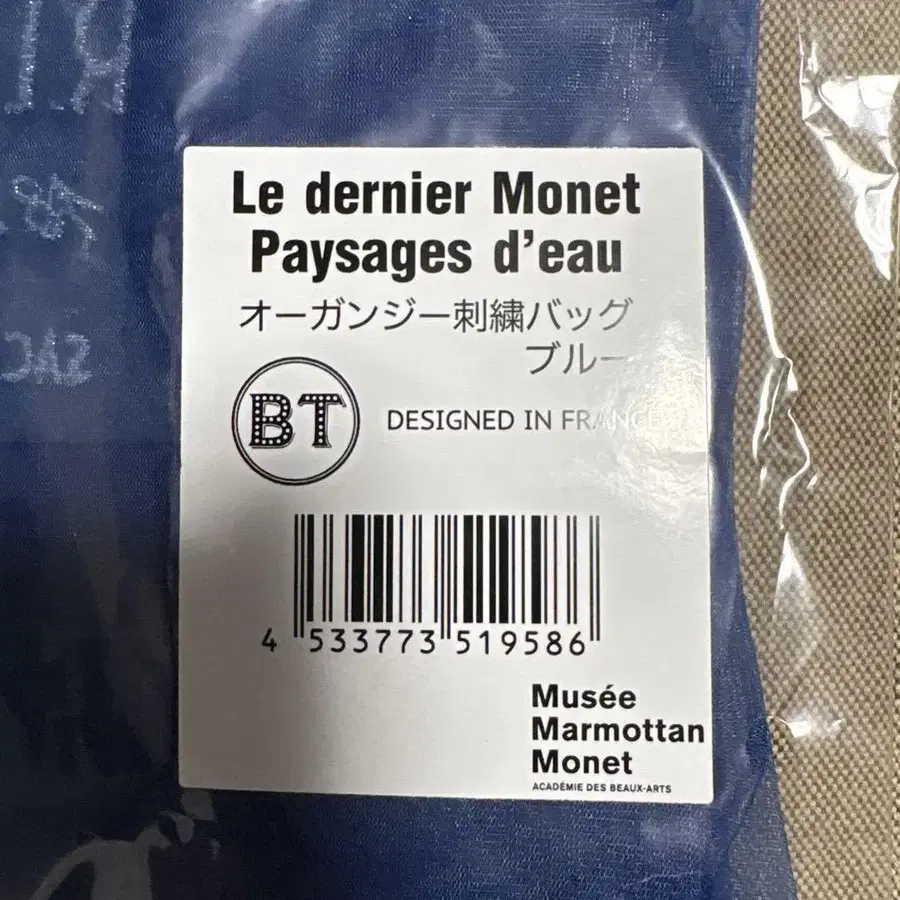 Le dernier Monet
Paysages d'eau
オーガンジー刺繍バッグ
ブルー
BT
DESIGNED IN FRANCE
4 533773 519586
Musée
Marmottan
Monet
ACADÉMIE DES BEAUX-ARTS